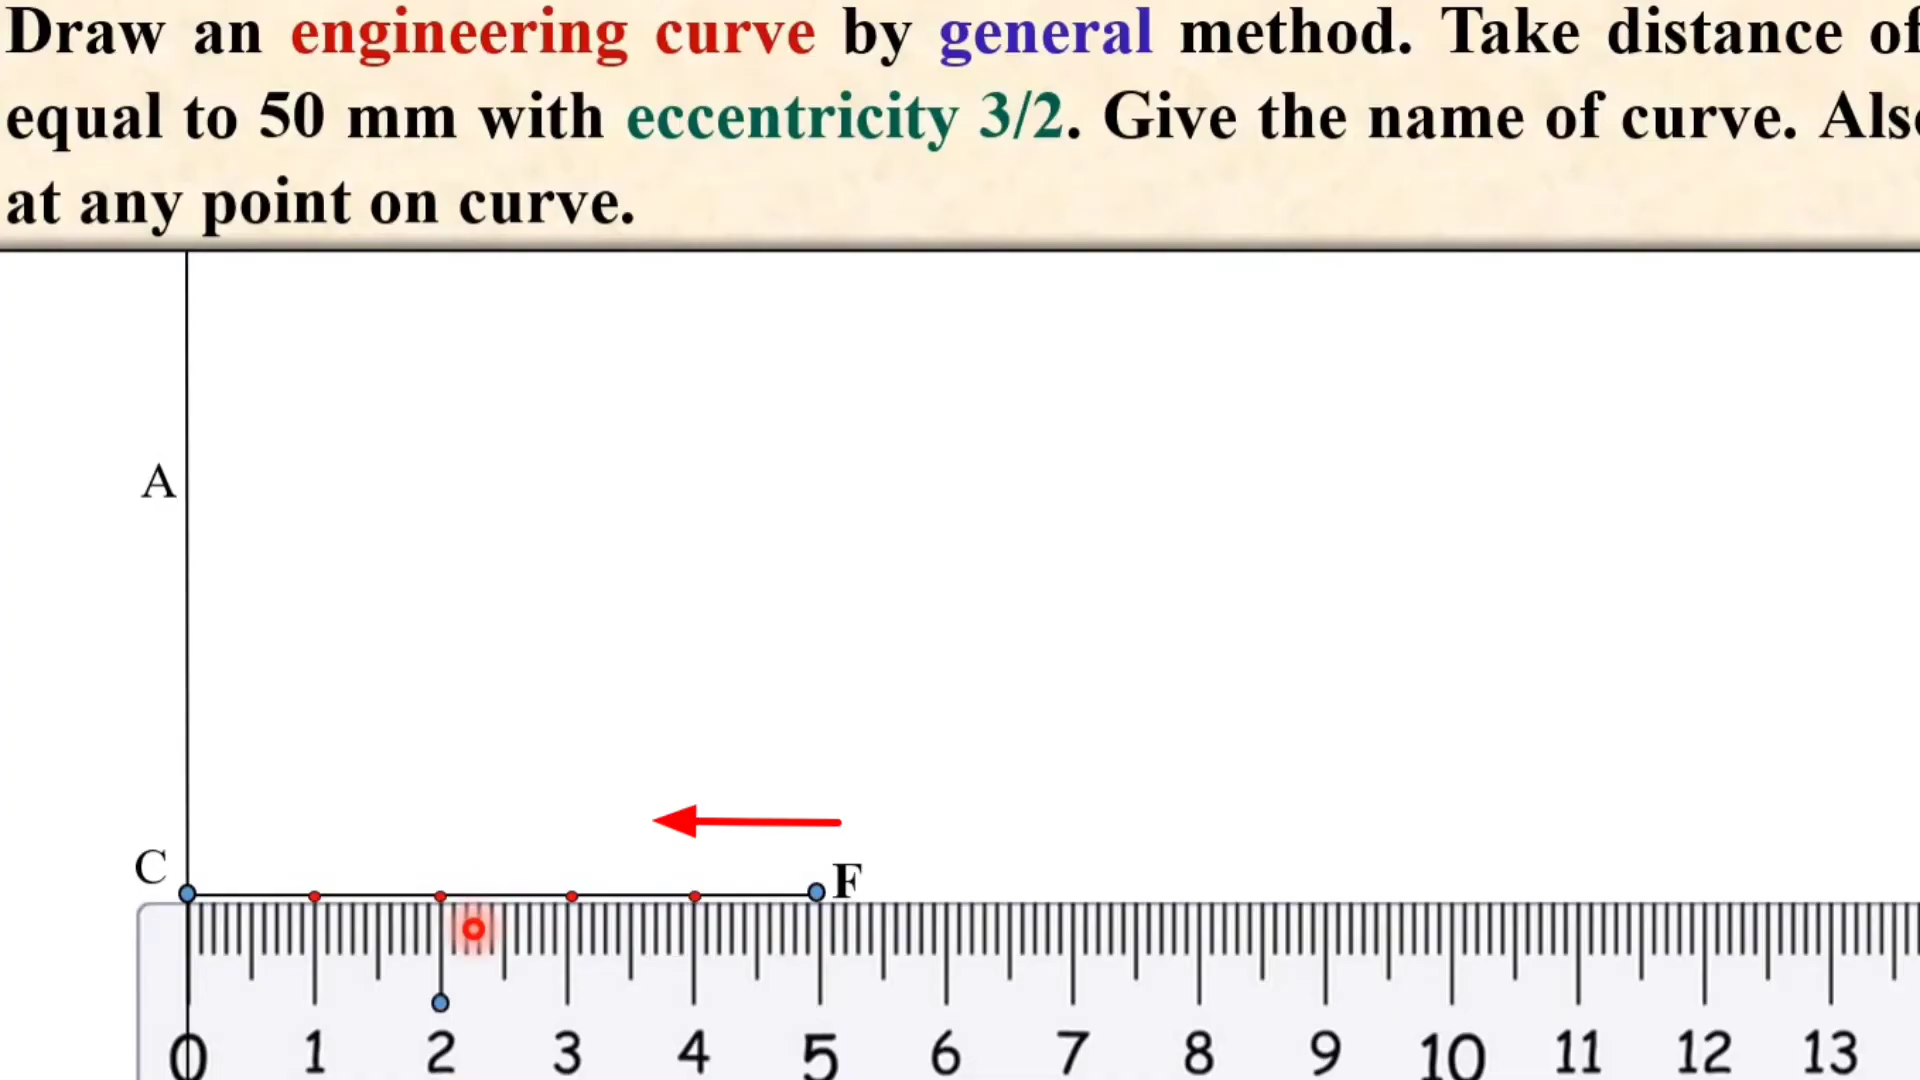 Draw an engineering curve by general method. Take distance of
equal to 50 mm with eccentricity 3/2. Give the name of curve. Als
at any point on curve.
A
C
F
0 1 2 3 4 5 6 7 8 9 10 11 12 13